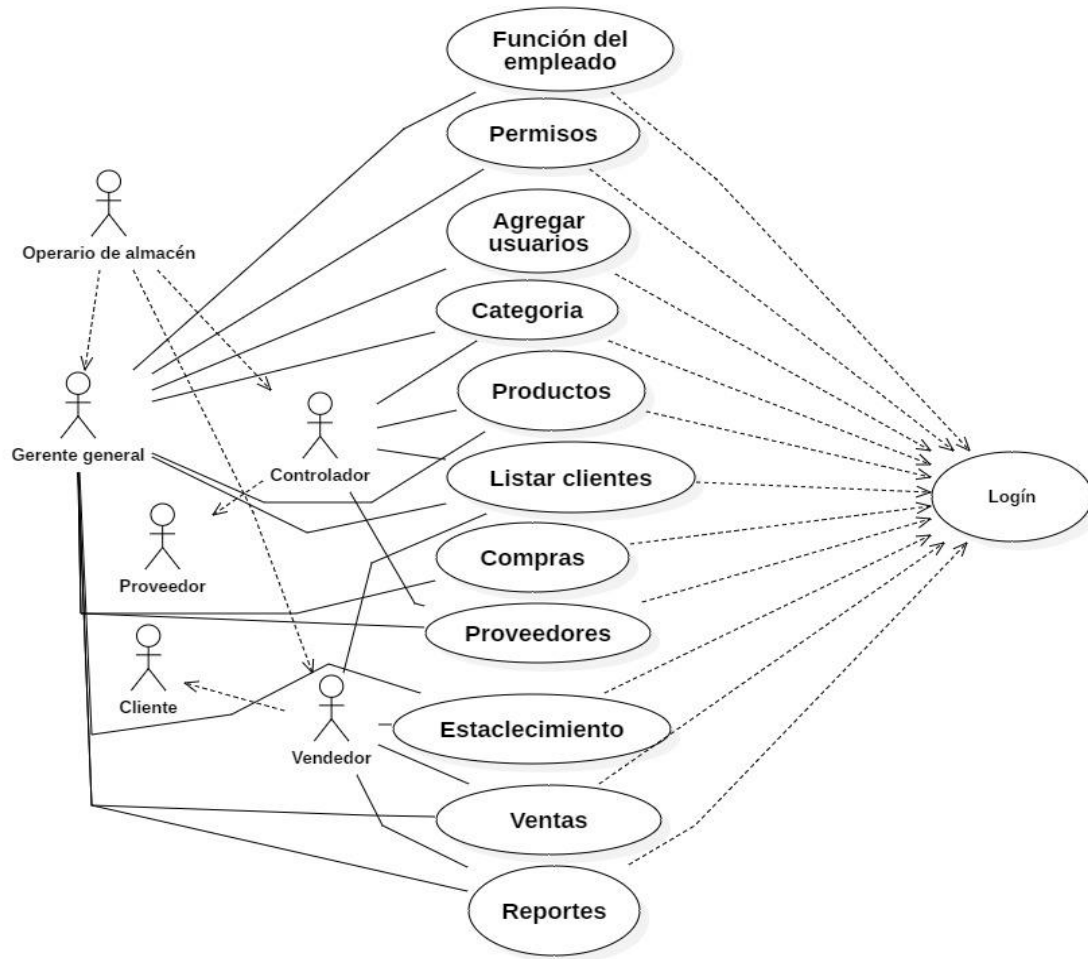 Función del
empleado
Permisos
Operario de almacén
Agregar
usuarios
Categoria
Productos
Gerente general
Controlador
Listar clientes
Logín
Proveedor
Compras
Proveedores
Cliente
Vendedor
Estaclecimiento
Ventas
Reportes